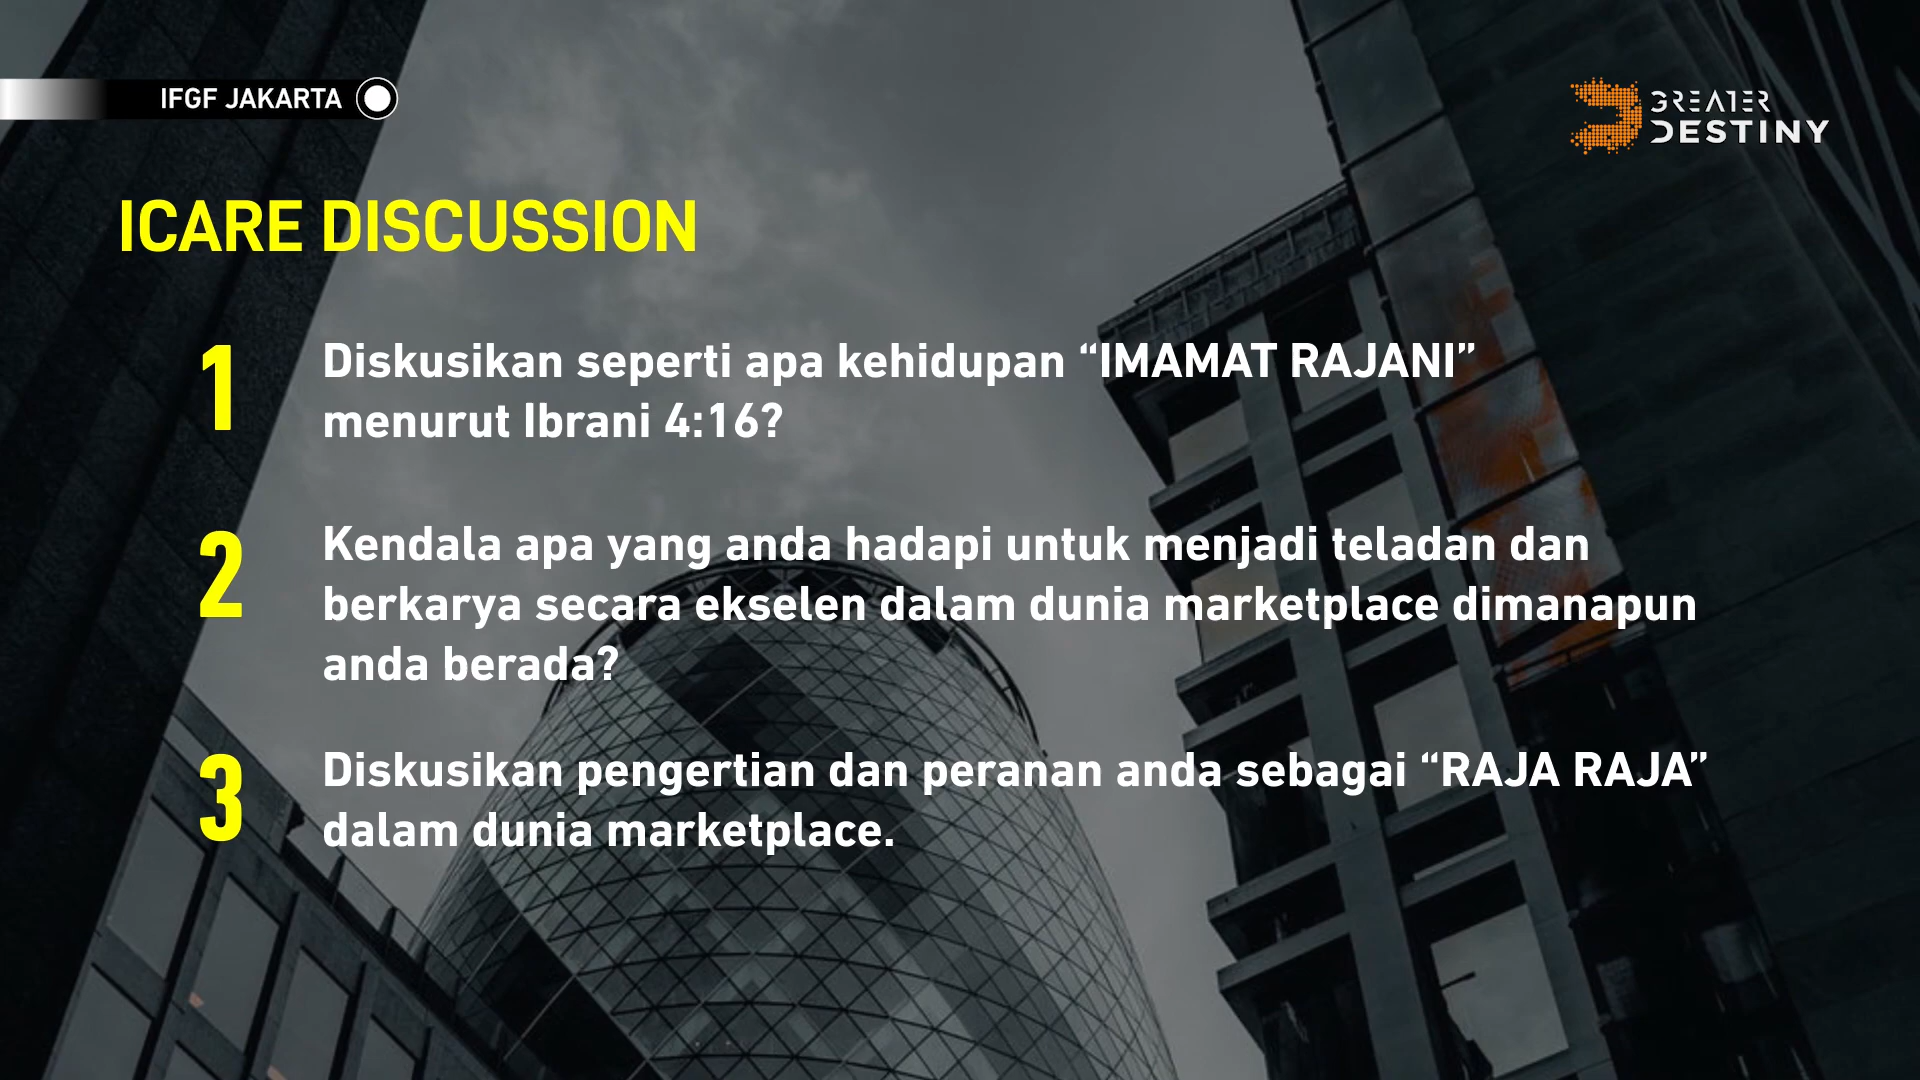 IFGF JAKARTA
GREATER
DESTINY
ICARE DISCUSSION
1
Diskusikan seperti apa kehidupan “IMAMAT RAJANI”
menurut Ibrani 4:16?
2
Kendala apa yang anda hadapi untuk menjadi teladan dan
berkarya secara ekselen dalam dunia marketplace dimanapun
anda berada?
3
Diskusikan pengertian dan peranan anda sebagai “RAJA RAJA”
dalam dunia marketplace.